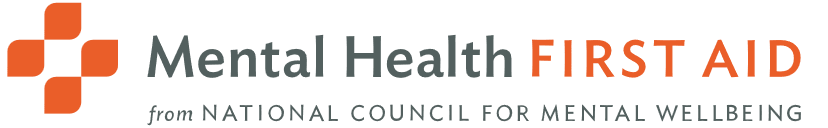 Mental Health FIRST AID
from NATIONAL COUNCIL FOR MENTAL WELLBEING